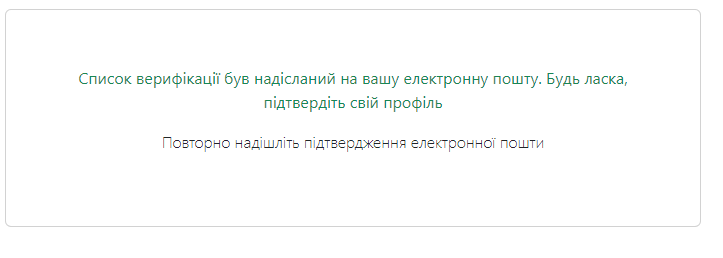 Список верифікації був надісланий на вашу електронну пошту. Будь ласка,
підтвердіть свій профіль
Повторно надішліть підтвердження електронної пошти